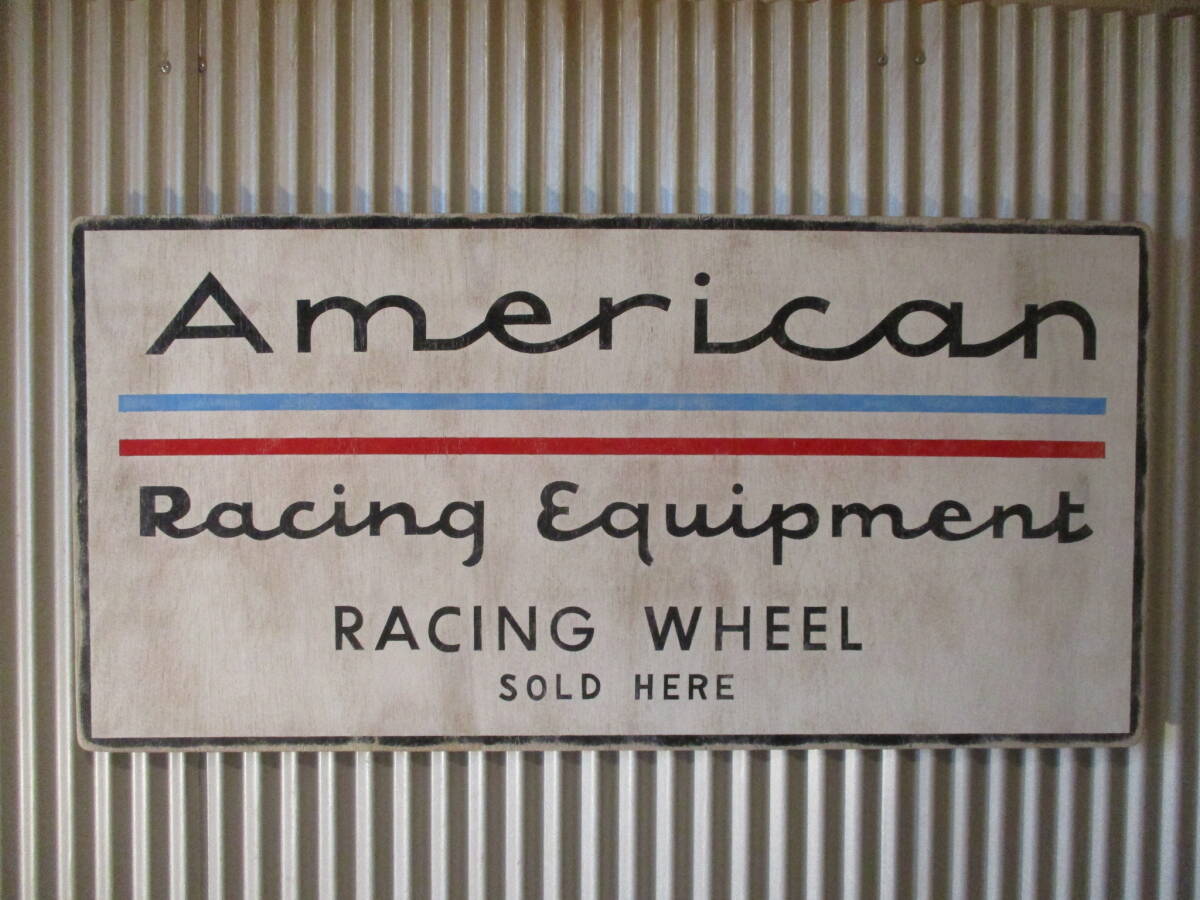 American
Racing Equipment
RACING WHEEL
SOLD HERE